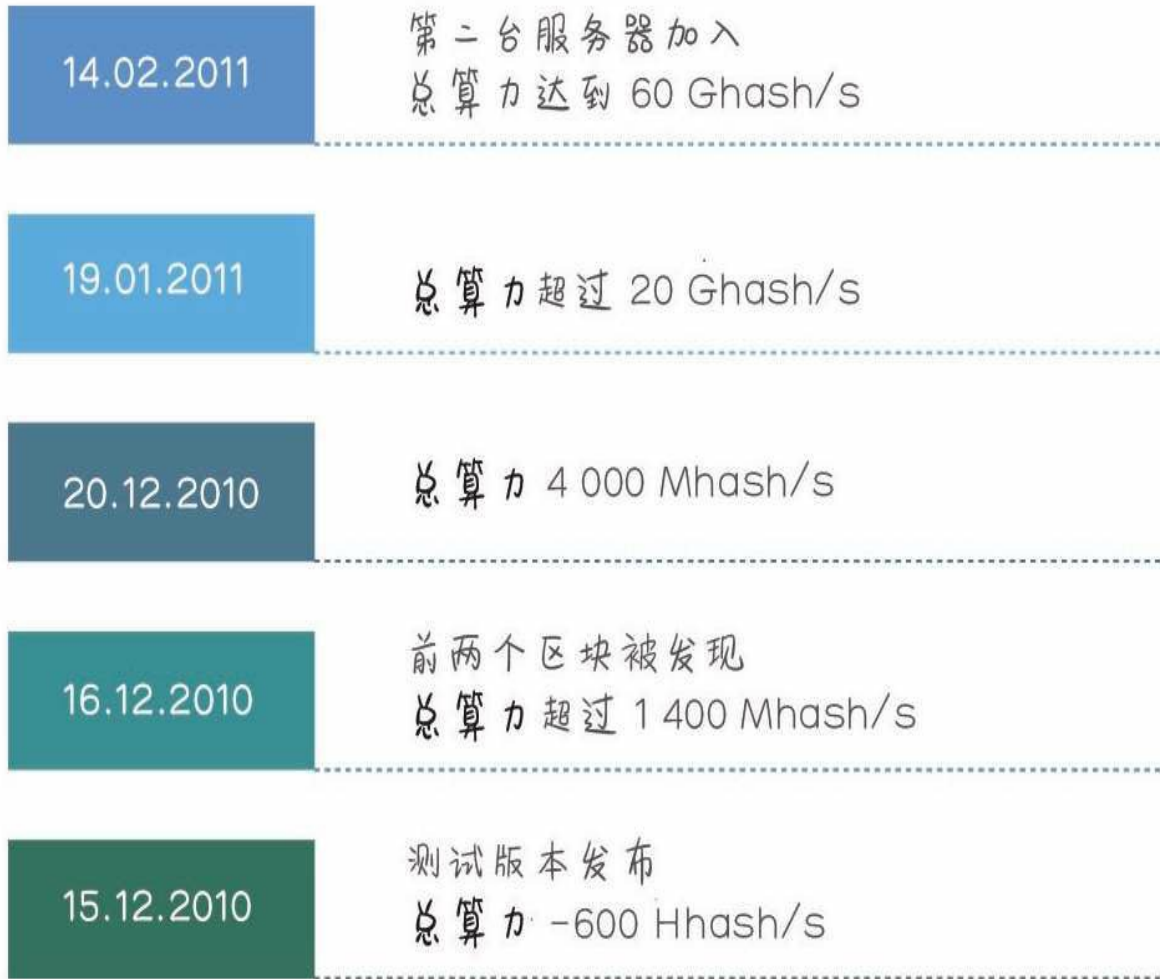 14.02.2011
第二台服务器加入
总算力达到 60 Ghash/s
19.01.2011
总算力超过 20 Ghash/s
20.12.2010
总算力 4 000 Mhash/s
16.12.2010
前两个区块被发现
总算力超过 1 400 Mhash/s
15.12.2010
测试版本发布
总算力 -600 Hhash/s